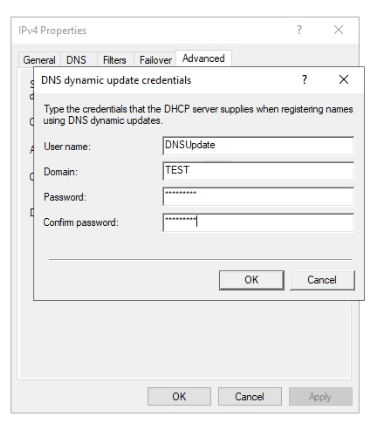 IPv4 Properties
? ×
General DNS Filters Failover Advanced
DNS dynamic update credentials
? ×
Type the credentials that the DHCP server supplies when registering names
using DNS dynamic updates.
User name: DNSUpdate
Domain: TEST
Password: *********
Confirm password: *********
OK Cancel
OK Cancel Apply